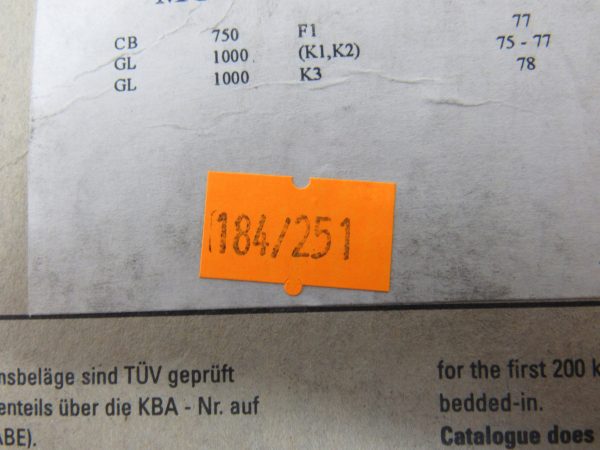 77
CB 750 F1 75 - 77
GL 1000 (K1,K2) 78
GL 1000 K3
184/251
nsbeläge sind TÜV geprüft
enteils über die KBA - Nr. auf
ABE).
for the first 200 k
bedded-in.
Catalogue does